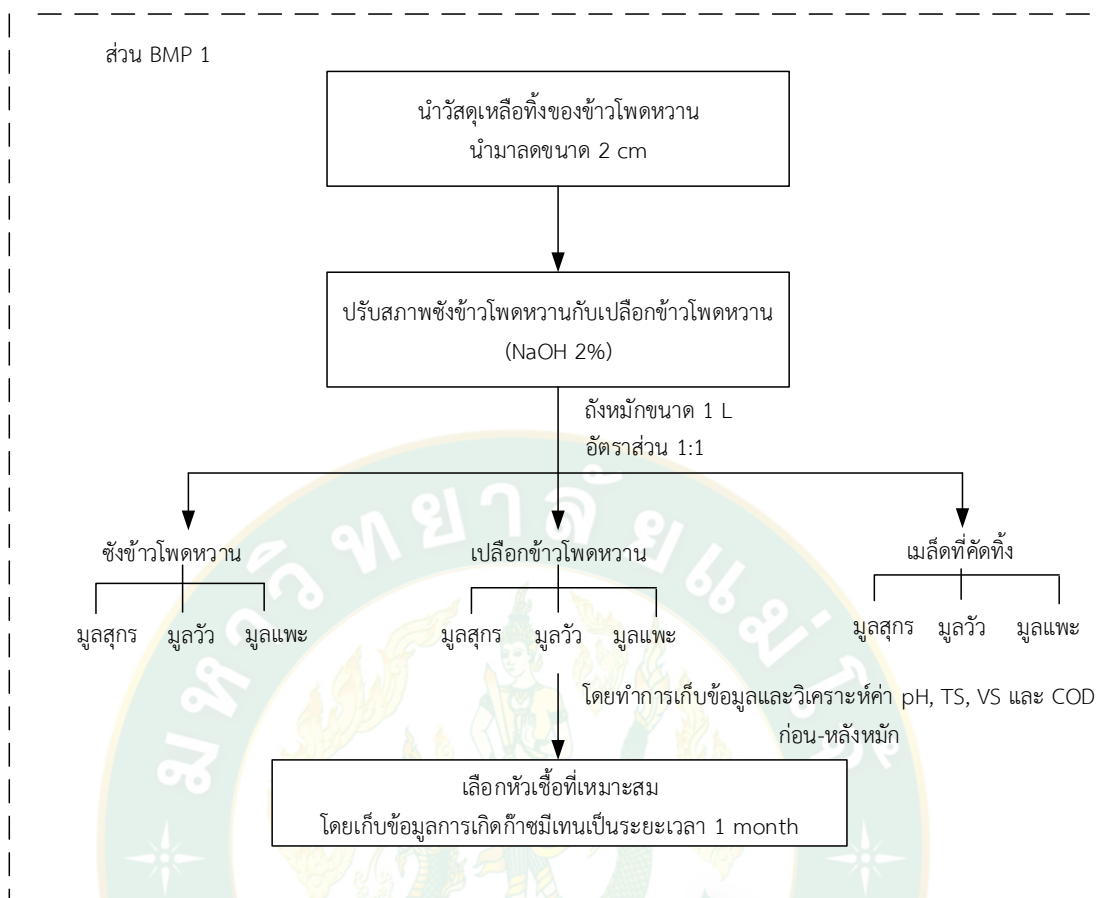 ส่วน BMP 1
นำวัสดุเหลือทิ้งของข้าวโพดหวาน
นำมาลดขนาด 2 cm
ปรับสภาพซังข้าวโพดหวานกับเปลือกข้าวโพดหวาน
(NaOH 2%)
ถังหมักขนาด 1 L
อัตราส่วน 1:1
ซังข้าวโพดหวาน เปลือกข้าวโพดหวาน เมล็ดที่คัดทิ้ง
มูลสุกร มูลวัว มูลแพะ มูลสุกร มูลวัว มูลแพะ มูลสุกร มูลวัว มูลแพะ
โดยทำการเก็บข้อมูลและวิเคราะห์ค่า pH, TS, VS และ COD
ก่อน-หลังหมัก
เลือกหัวเชื้อที่เหมาะสม
โดยเก็บข้อมูลการเกิดก๊าซมีเทนเป็นระยะเวลา 1 month
มหาวิทยาลัยแม่โจ้